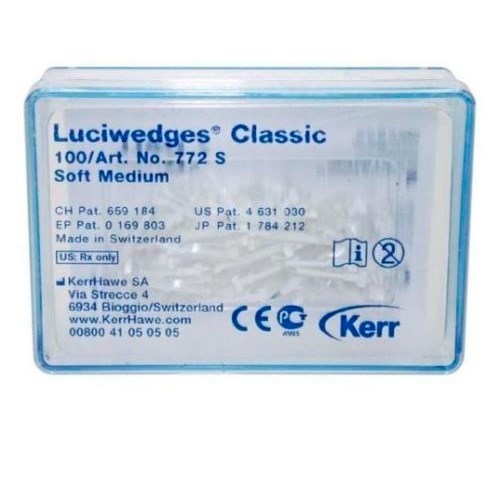 Luciwedges® Classic
100/Art. No. 772 S
Soft Medium
CH Pat. 659 184 US Pat. 4 631 030
EP Pat. 0 169 803 JP Pat. 1 784 212
Made in Switzerland
US: Rx only
KerrHawe SA
Via Strecce 4
6934 Bioggio/Switzerland
www.KerrHawe.com
00800 41 05 05 05
CE
Kerr